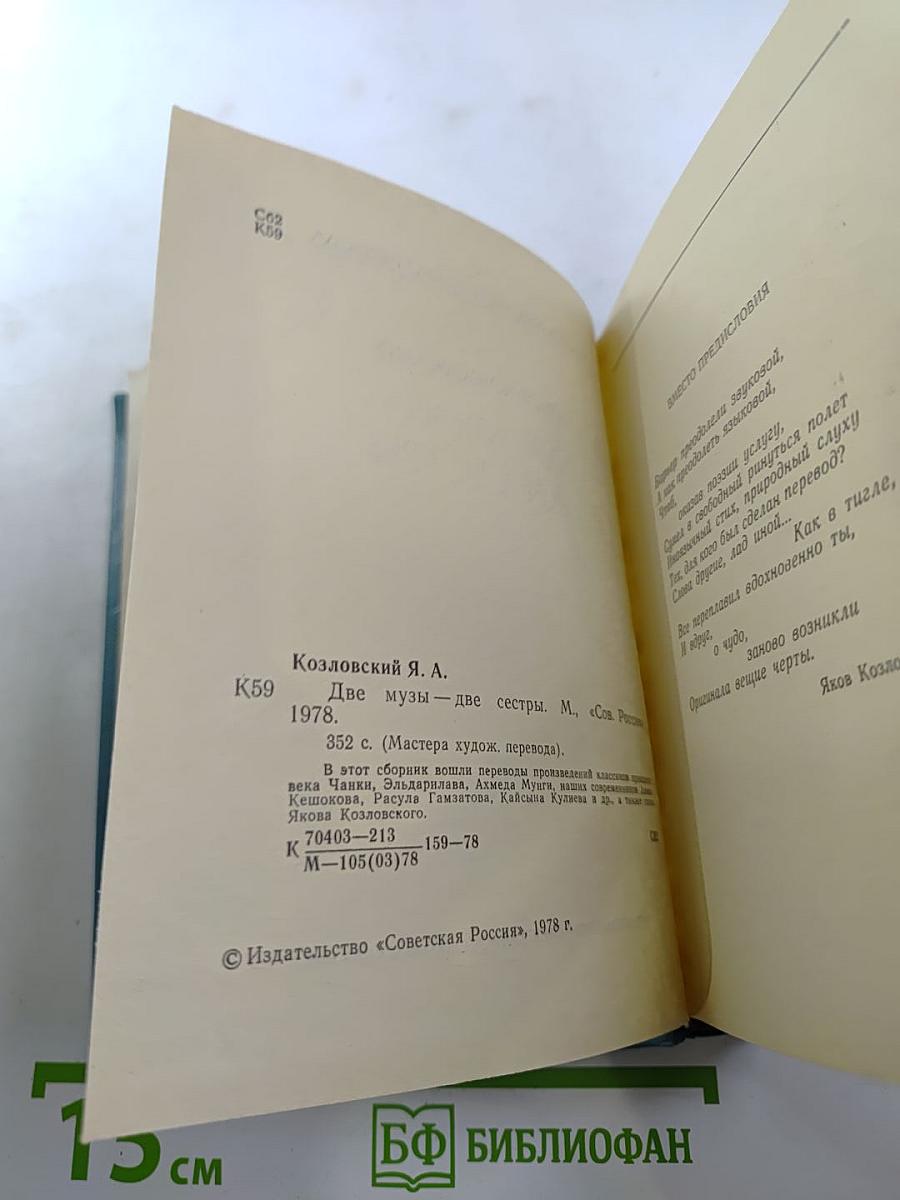 С62
К59
Козловский Я. А.
К59 Две музы — две сестры. М., «Сов. Россия»
1978.
352 с. (Мастера худож. перевода).
В этот сборник вошли переводы произведений классиков
века Чанки, Эльдарилава, Ахмеда Мунги, наших современников
Кешокова, Расула Гамзатова, Кайсына Кулиева и др., а также
Якова Козловского.
К 70403—213
М—105(03)78
159—78
© Издательство «Советская Россия», 1978 г.
ВМЕСТО ПРЕДИСЛОВИЯ
Барьер преодолели звуковой,
А как преодолеть языковой,
Чтоб,
оказав поэзии услугу,
Сумел в свободный ринуться полет
Иноязычный стих, природный слуху
Тех, для кого был сделан перевод?
Слова другие, лад иной...
Как в тигле,
Все переплавил вдохновенно ты,
И вдруг,
о чудо,
заново возникли
Оригинала вещие черты.
Яков Козло
15 см
БФ БИБЛИОФАН